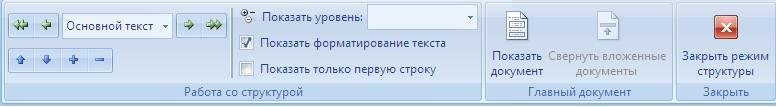 Основной текст
Показать уровень:
Показать форматирование текста
Показать только первую строку
Работа со структурой
Показать
документ
Свернуть вложенные
документы
Главный документ
Закрыть режим
структуры
Закрыть